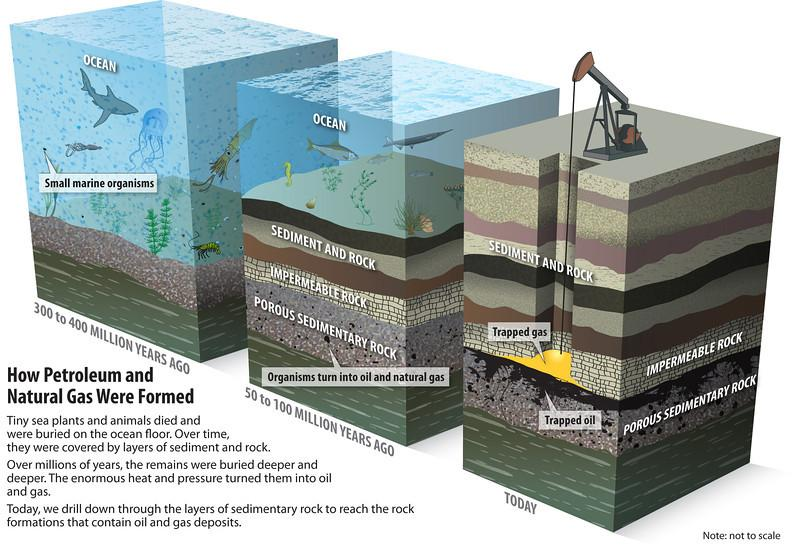 OCEAN
Small marine organisms
300 to 400 MILLION YEARS AGO
OCEAN
SEDIMENT AND ROCK
IMPERMEABLE ROCK
POROUS SEDIMENTARY ROCK
Organisms turn into oil and natural gas
50 to 100 MILLION YEARS AGO
SEDIMENT AND ROCK
Trapped gas
IMPERMEABLE ROCK
POROUS SEDIMENTARY ROCK
Trapped oil
TODAY
How Petroleum and
Natural Gas Were Formed
Tiny sea plants and animals died and
were buried on the ocean floor. Over time,
they were covered by layers of sediment and rock.
Over millions of years, the remains were buried deeper and
deeper. The enormous heat and pressure turned them into oil
and gas.
Today, we drill down through the layers of sedimentary rock to reach the rock
formations that contain oil and gas deposits.
Note: not to scale